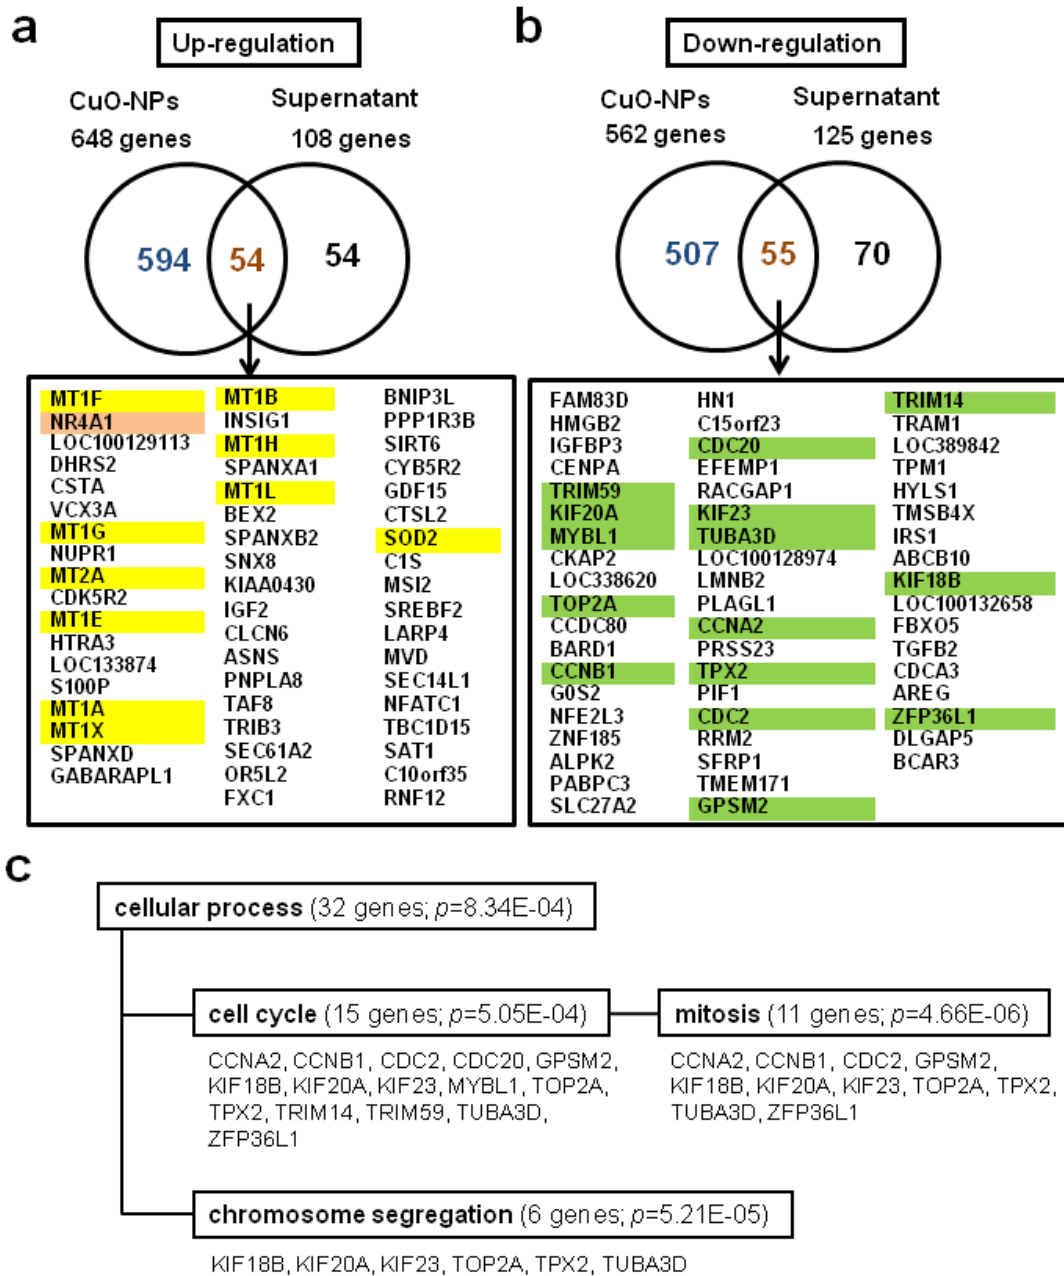 a
Up-regulation
CuO-NPs
648 genes
Supernatant
108 genes
594
54
54
MT1F
NR4A1
LOC100129113
DHRS2
CSTA
VCX3A
MT1G
NUPR1
MT2A
CDK5R2
MT1E
HTRA3
LOC133874
S100P
MT1A
MT1X
SPANXD
GABARAPL1
MT1B
INSIG1
MT1H
SPANXA1
MT1L
BEX2
SPANXB2
SNX8
KIAA0430
IGF2
CLCN6
ASNS
PNPLA8
TAF8
TRIB3
SEC61A2
OR5L2
FXC1
BNIP3L
PPP1R3B
SIRT6
CYB5R2
GDF15
CTSL2
SOD2
C1S
MSI2
SREBF2
LARP4
MVD
SEC14L1
NFATC1
TBC1D15
SAT1
C10orf35
RNF12
b
Down-regulation
CuO-NPs
562 genes
Supernatant
125 genes
507
55
70
FAM83D
HMGB2
IGFBP3
CENPA
TRIM59
KIF20A
MYBL1
CKAP2
LOC338620
TOP2A
CCDC80
BARD1
CCNB1
G0S2
NFE2L3
ZNF185
ALPK2
PABPC3
SLC27A2
HN1
C15orf23
CDC20
EFEMP1
RACGAP1
KIF23
TUBA3D
LOC100128974
LMNB2
PLAGL1
CCNA2
PRSS23
TPX2
PIF1
CDC2
RRM2
SFRP1
TMEM171
GPSM2
TRIM14
TRAM1
LOC389842
TPM1
HYLS1
TMSB4X
IRS1
ABCB10
KIF18B
LOC100132658
FBXO5
TGFB2
CDCA3
AREG
ZFP36L1
DLGAP5
BCAR3
c
cellular process (32 genes; p=8.34E-04)
cell cycle (15 genes; p=5.05E-04)
CCNA2, CCNB1, CDC2, CDC20, GPSM2,
KIF18B, KIF20A, KIF23, MYBL1, TOP2A,
TPX2, TRIM14, TRIM59, TUBA3D,
ZFP36L1
mitosis (11 genes; p=4.66E-06)
CCNA2, CCNB1, CDC2, GPSM2,
KIF18B, KIF20A, KIF23, TOP2A, TPX2,
TUBA3D, ZFP36L1
chromosome segregation (6 genes; p=5.21E-05)
KIF18B, KIF20A, KIF23, TOP2A, TPX2, TUBA3D